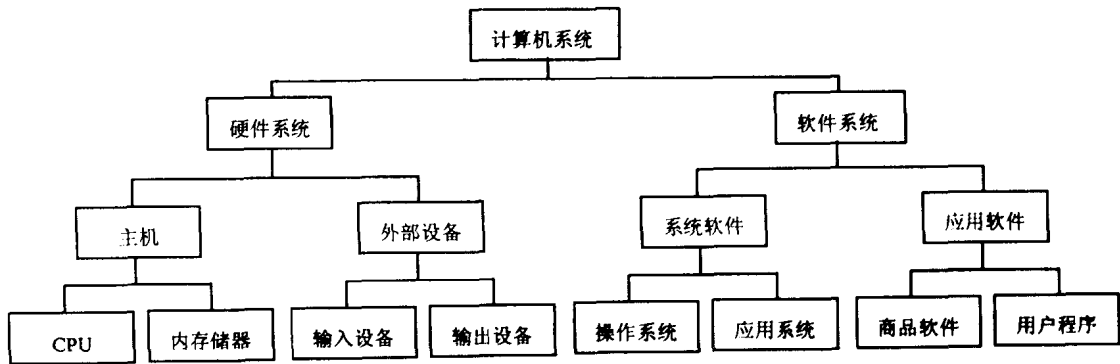 计算机系统
硬件系统
软件系统
主机
外部设备
系统软件
应用软件
CPU
内存储器
输入设备
输出设备
操作系统
应用系统
商品软件
用户程序